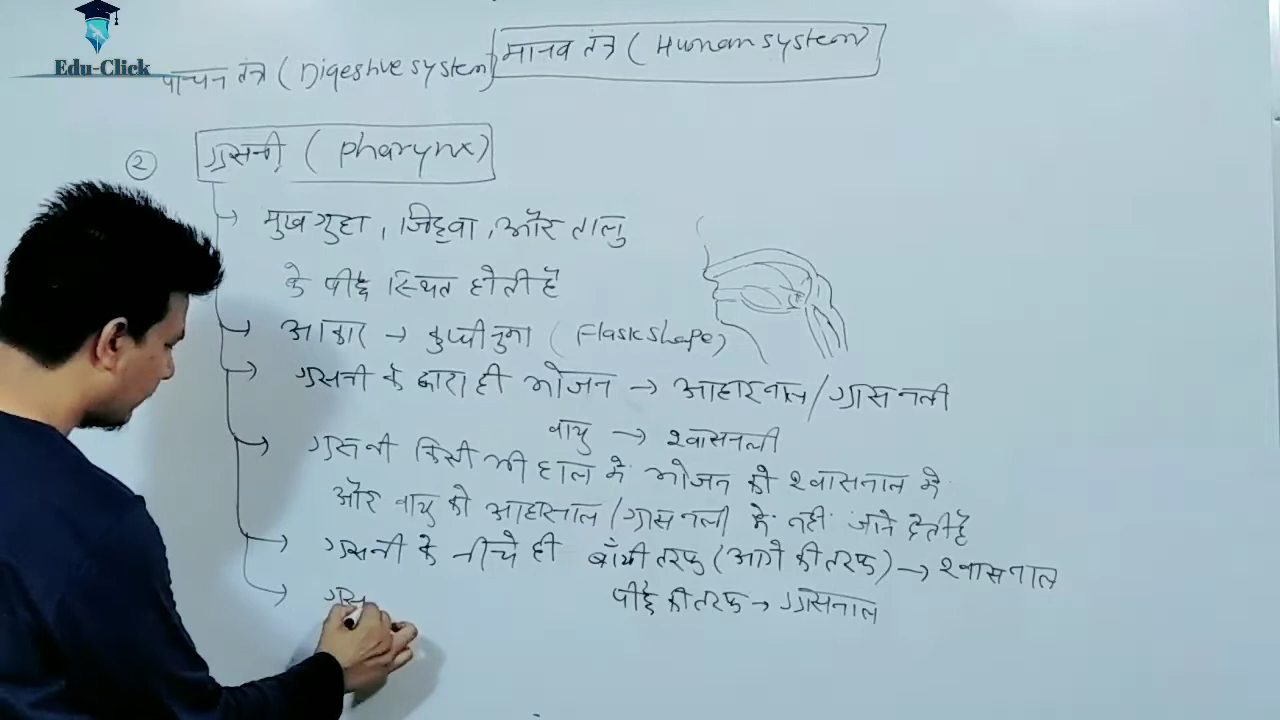 Edu-Click
मानव तंत्र (Human system)
पाचन तंत्र (Digestive system)
② ग्रसनी (Pharynx)
→ मुखगुहा, जिह्वा, और तालु
के पीछे स्थित होती है
→ आकार → कुप्पीनुमा (Flask shape)
→ ग्रसनी के द्वारा ही भोजन → आहारनाल/ग्रासनली
वायु → श्वासनली
→ ग्रसनी किसी भी हाल में भोजन को श्वासनाल में
और वायु को आहारनाल/ग्रासनली में नहीं जाने देती है
→ ग्रसनी के नीचे ही बाँयी तरफ (आगे की तरफ) → श्वासनाल
पीछे की तरफ → ग्रासनाल
→ ग्रस